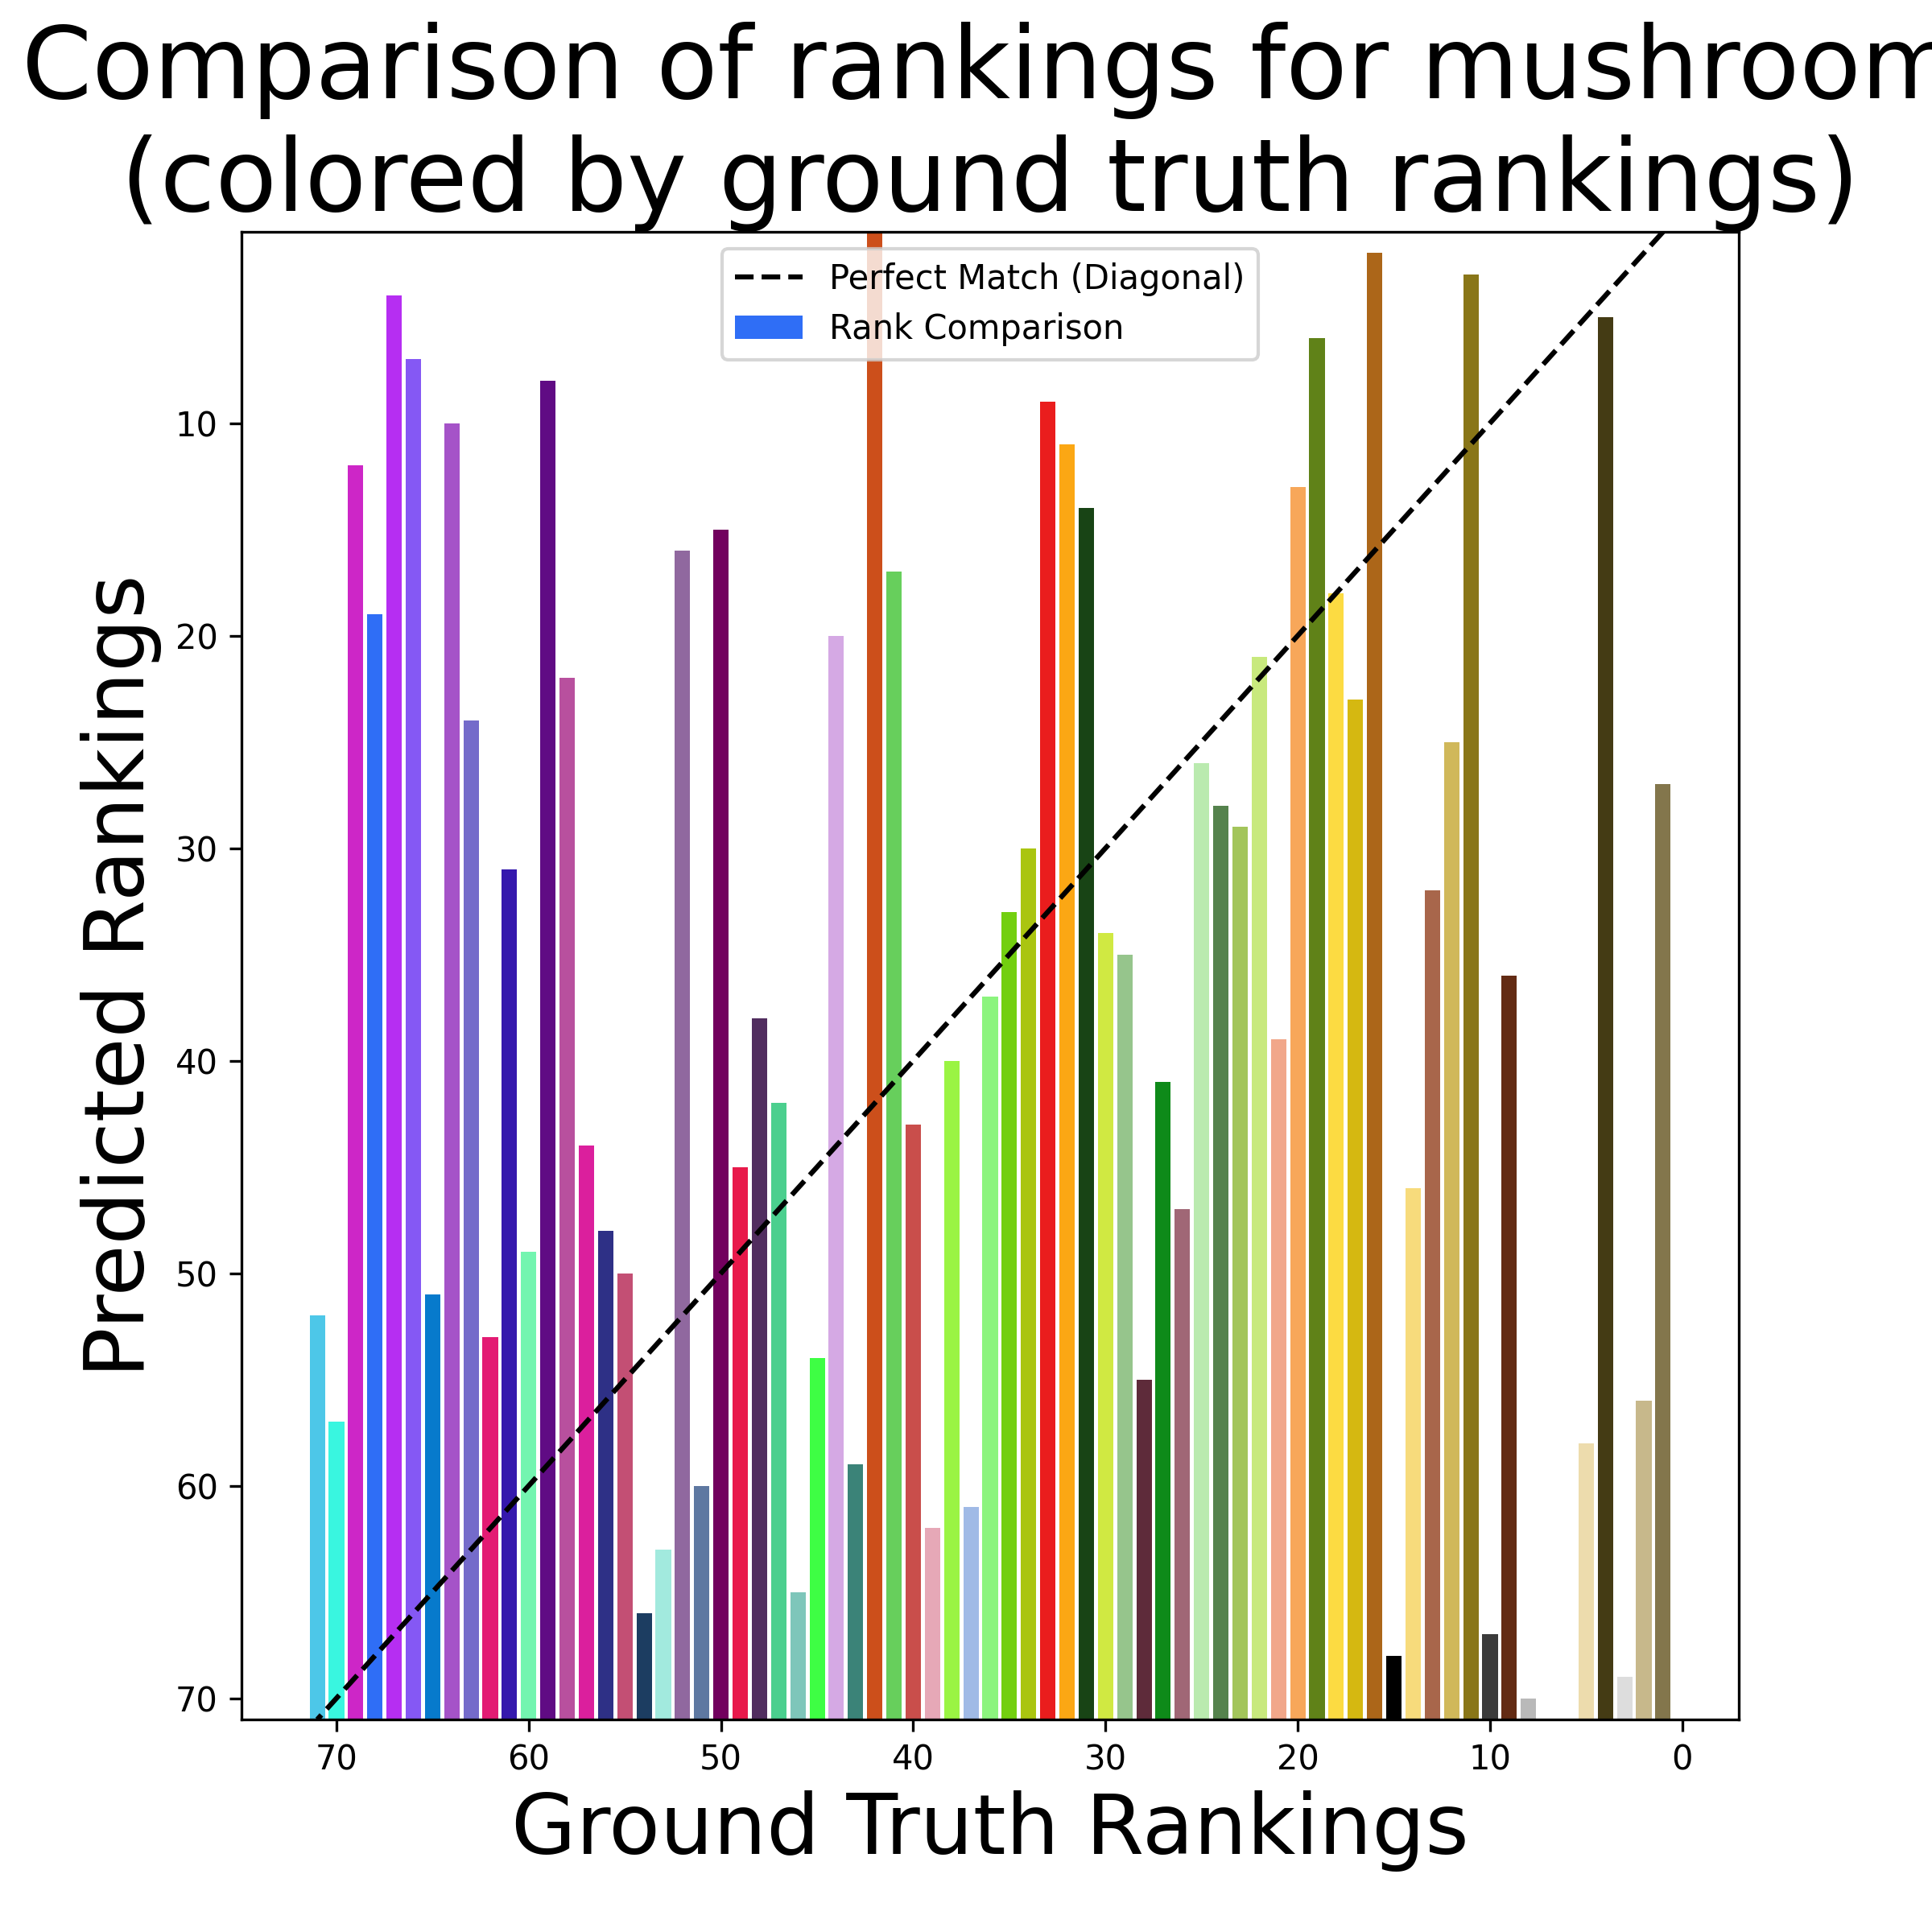 Comparison of rankings for mushroom
(colored by ground truth rankings)
Perfect Match (Diagonal)
Rank Comparison
10
20
30
40
50
60
70
Predicted Rankings
70
60
50
40
30
20
10
0
Ground Truth Rankings